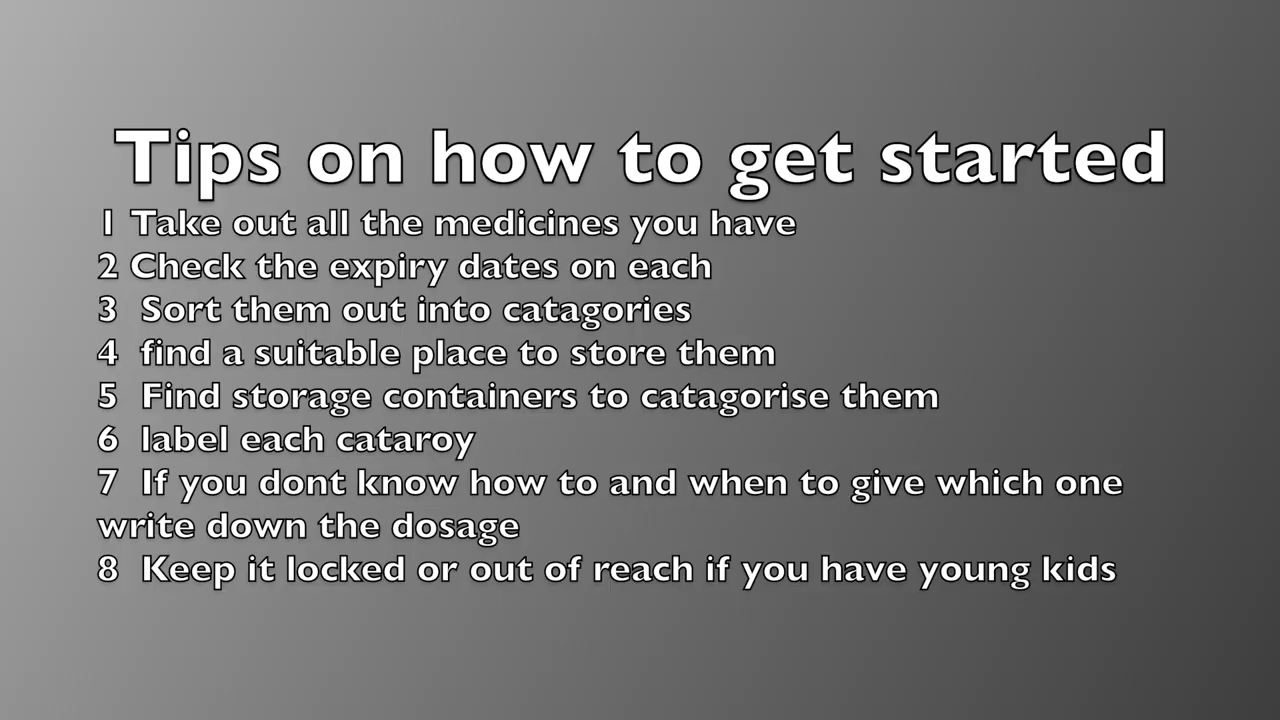 Tips on how to get started
1 Take out all the medicines you have
2 Check the expiry dates on each
3 Sort them out into catagories
4 find a suitable place to store them
5 Find storage containers to catagorise them
6 label each cataroy
7 If you dont know how to and when to give which one
write down the dosage
8 Keep it locked or out of reach if you have young kids